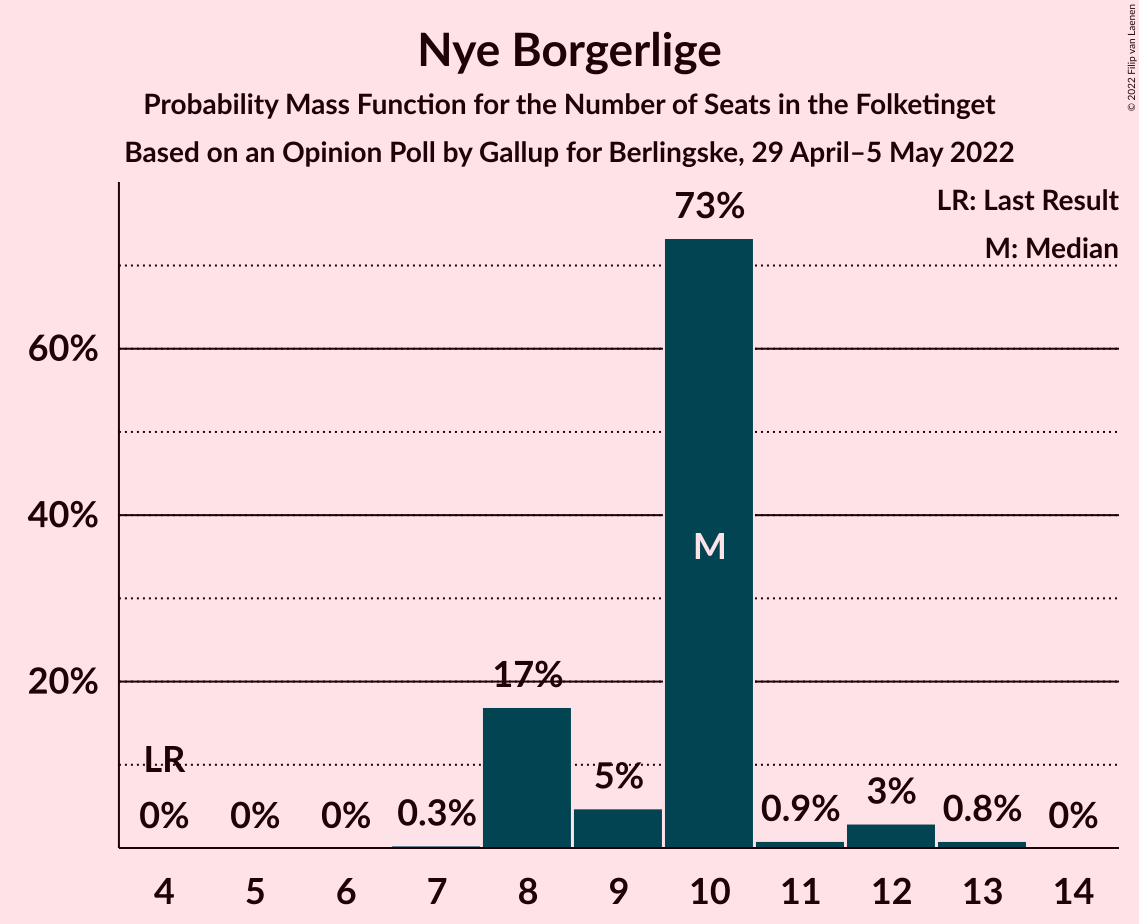 Nye Borgerlige
Probability Mass Function for the Number of Seats in the Folketinget
Based on an Opinion Poll by Gallup for Berlingske, 29 April–5 May 2022
© 2022 Filip van Laenen
LR: Last Result
M: Median
73%
60%
40%
M
20%
17%
LR
5%
3%
0%
0%
0%
0.3%
0.9%
0.8%
0%
4 5 6 7 8 9 10 11 12 13 14